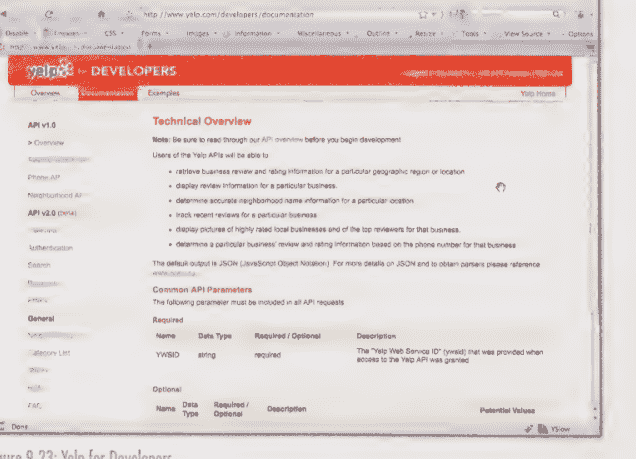 http://www.yelp.com/developers/documentation
Disable CSS Forms Images Information Miscellaneous Outline Resize Tools View Source Options
yelp for DEVELOPERS
Overview Documentation Examples Yelp Home
API v1.0
> Overview
Phone API
Neighborhood API
API v2.0 (beta)
Authentication
Search
Business
General
Category List
FAQ
Technical Overview
Note: Be sure to read through our API overview before you begin development
Users of the Yelp APIs will be able to
• retrieve business review and rating information for a particular geographic region or location
• display review information for a particular business.
• determine accurate neighborhood name information for a particular location
• track recent reviews for a particular business
• display pictures of highly rated local businesses and of the top reviewers for that business.
• determine a particular business' review and rating information based on the phone number for that business
The default output is JSON (JavaScript Object Notation). For more details on JSON and to obtain parsers please reference
Common API Parameters
The following parameter must be included in all API requests
Required
Name Data Type Required / Optional Description
YWSID string required The "Yelp Web Service ID" (ywsid) that was provided when
access to the Yelp API was granted
Optional
Name Data Type Required / Optional Description Potential Values
Done YSlow
9.23: Yelp for Developers